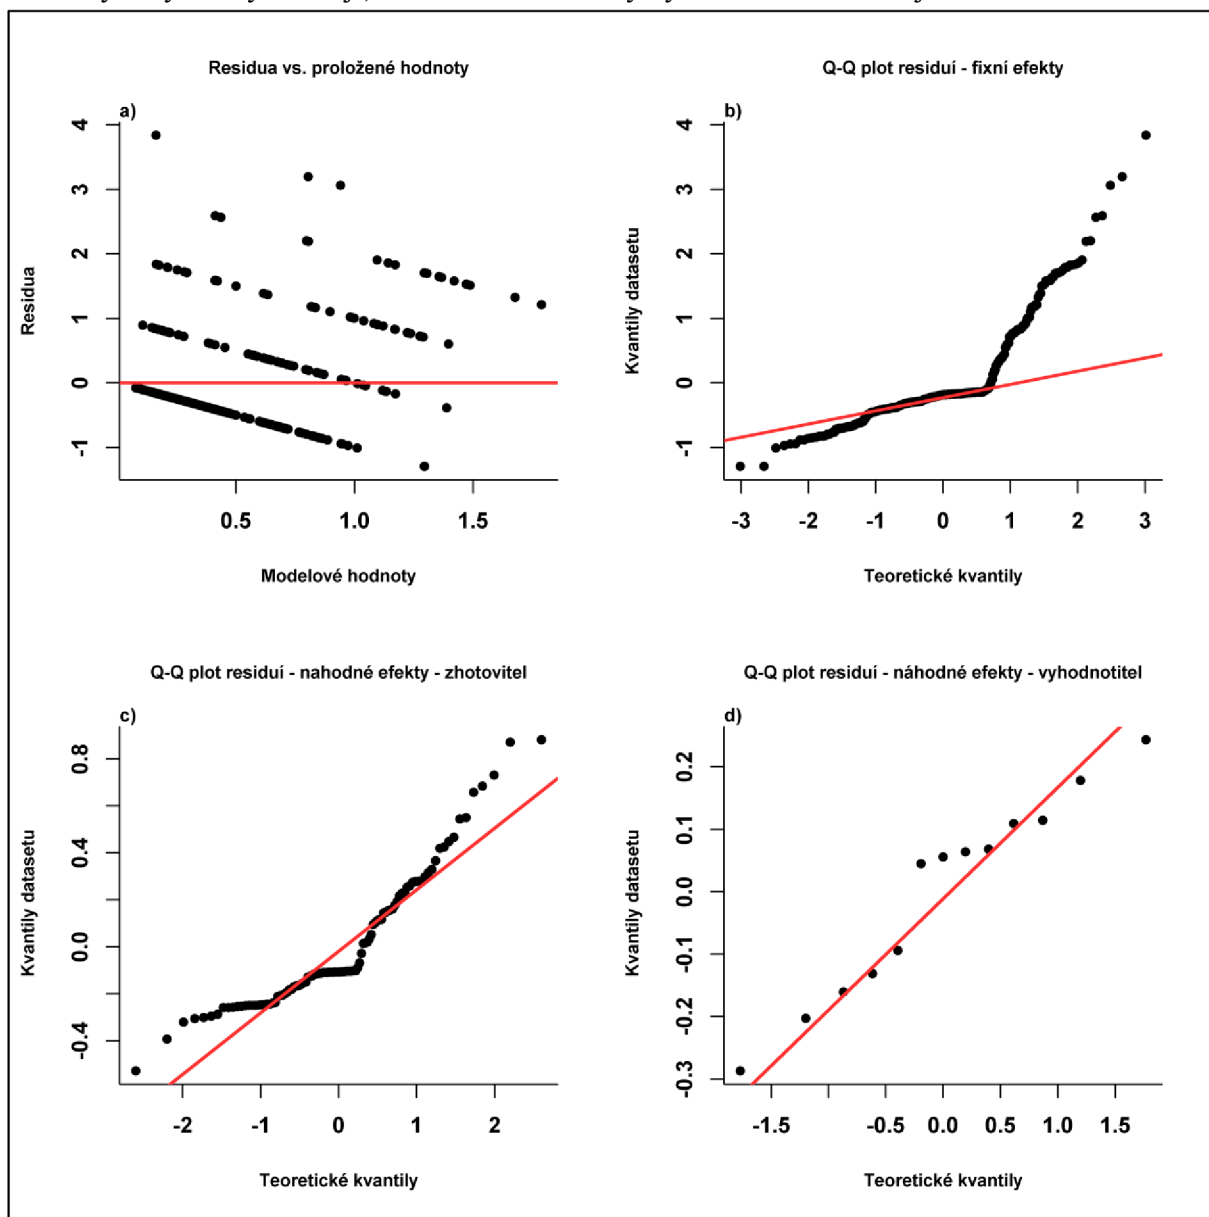 Residua vs. proložené hodnoty
a)
4
3
2
1
0
-1
Residua
0.5 1.0 1.5
Modelové hodnoty
Q-Q plot residuí - fixní efekty
b)
4
3
2
1
0
-1
Kvantily datasetu
-3 -2 -1 0 1 2 3
Teoretické kvantily
Q-Q plot residuí - nahodné efekty - zhotovitel
c)
0.8
0.4
0.0
-0.4
Kvantily datasetu
-2 -1 0 1 2
Teoretické kvantily
Q-Q plot residuí - náhodné efekty - vyhodnotitel
d)
0.2
0.1
0.0
-0.1
-0.2
-0.3
Kvantily datasetu
-1.5 -0.5 0.0 0.5 1.0 1.5
Teoretické kvantily